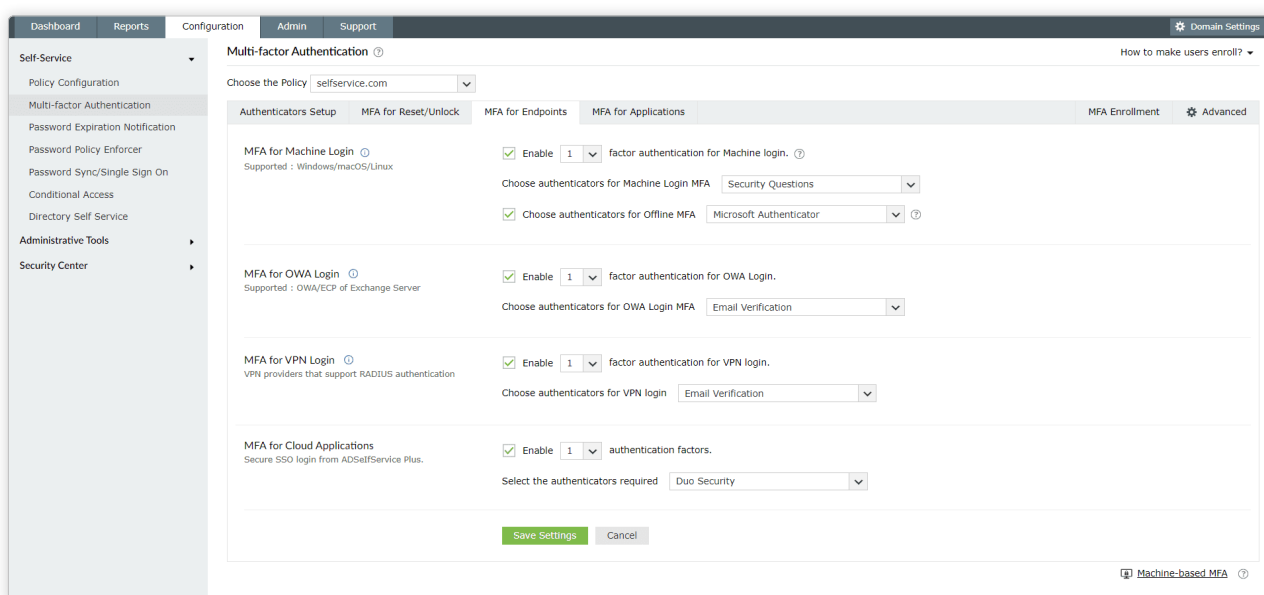 Dashboard Reports Configuration Admin Support Domain Settings
Self-Service
Policy Configuration
Multi-factor Authentication
Password Expiration Notification
Password Policy Enforcer
Password Sync/Single Sign On
Conditional Access
Directory Self Service
Administrative Tools
Security Center
Multi-factor Authentication ? How to make users enroll?
Choose the Policy selfservice.com
Authenticators Setup MFA for Reset/Unlock MFA for Endpoints MFA for Applications MFA Enrollment Advanced
MFA for Machine Login i Enable 1 factor authentication for Machine login. ?
Supported : Windows/macOS/Linux
Choose authenticators for Machine Login MFA Security Questions
Choose authenticators for Offline MFA Microsoft Authenticator ?
MFA for OWA Login i Enable 1 factor authentication for OWA Login.
Supported : OWA/ECP of Exchange Server
Choose authenticators for OWA Login MFA Email Verification
MFA for VPN Login i Enable 1 factor authentication for VPN login.
VPN providers that support RADIUS authentication
Choose authenticators for VPN login Email Verification
MFA for Cloud Applications Enable 1 authentication factors.
Secure SSO login from ADSelfService Plus.
Select the authenticators required Duo Security
Save Settings Cancel
Machine-based MFA ?